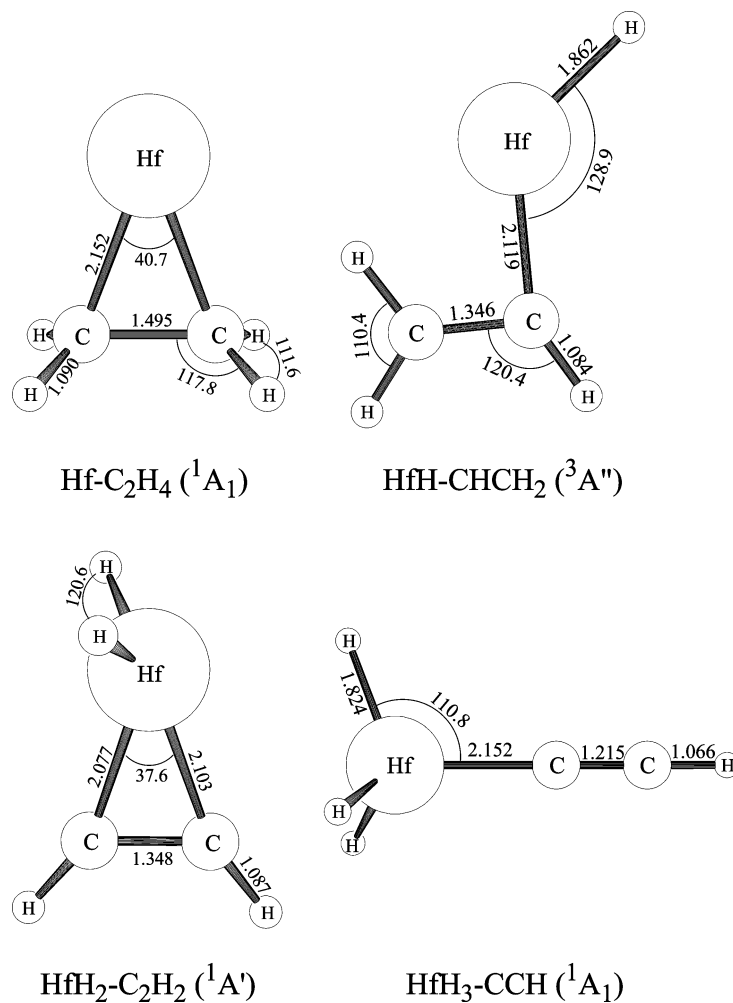 H
1.862
Hf
128.9
2.119
H
1.346
C
C
110.4
120.4
1.084
H
H
HfH-CHCH₂ (³A")
Hf
2.152
40.7
1.495
H
C
C
H
1.090
117.8
111.6
H
H
Hf-C₂H₄ (¹A₁)
H
120.6
H
Hf
2.077
37.6
2.103
C
C
1.348
1.087
H
H
HfH₂-C₂H₂ (¹A')
H
1.824
110.8
Hf
2.152
C
1.215
C
1.066
H
H
H
HfH₃-CCH (¹A₁)